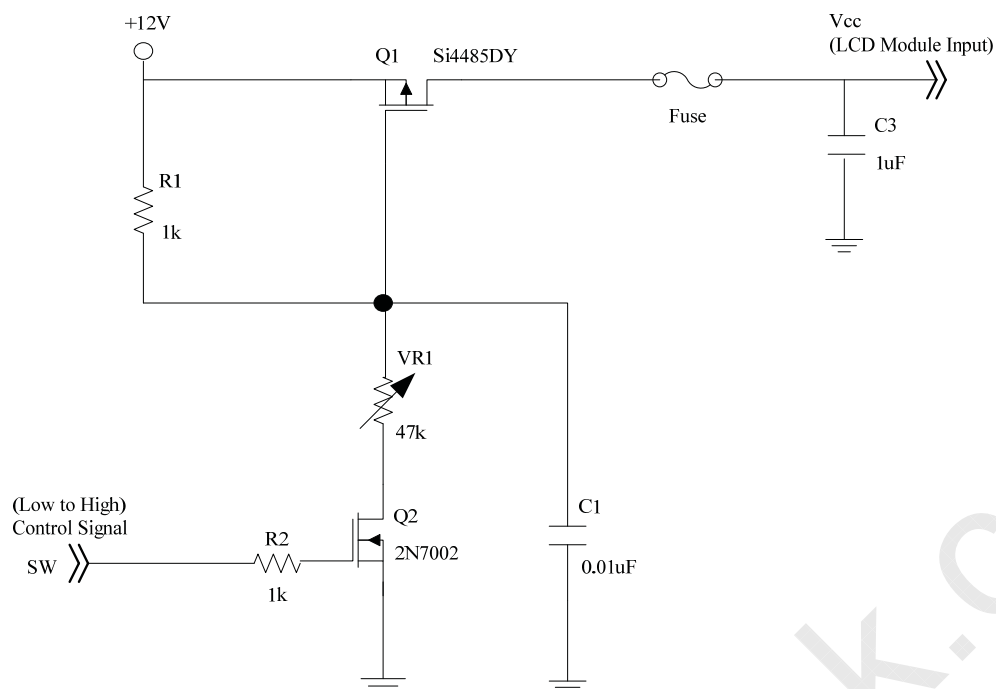 +12V
Q1
Si4485DY
Vcc
(LCD Module Input)
Fuse
C3
1uF
R1
1k
VR1
47k
(Low to High)
Control Signal
SW
R2
1k
Q2
2N7002
C1
0.01uF
k.c